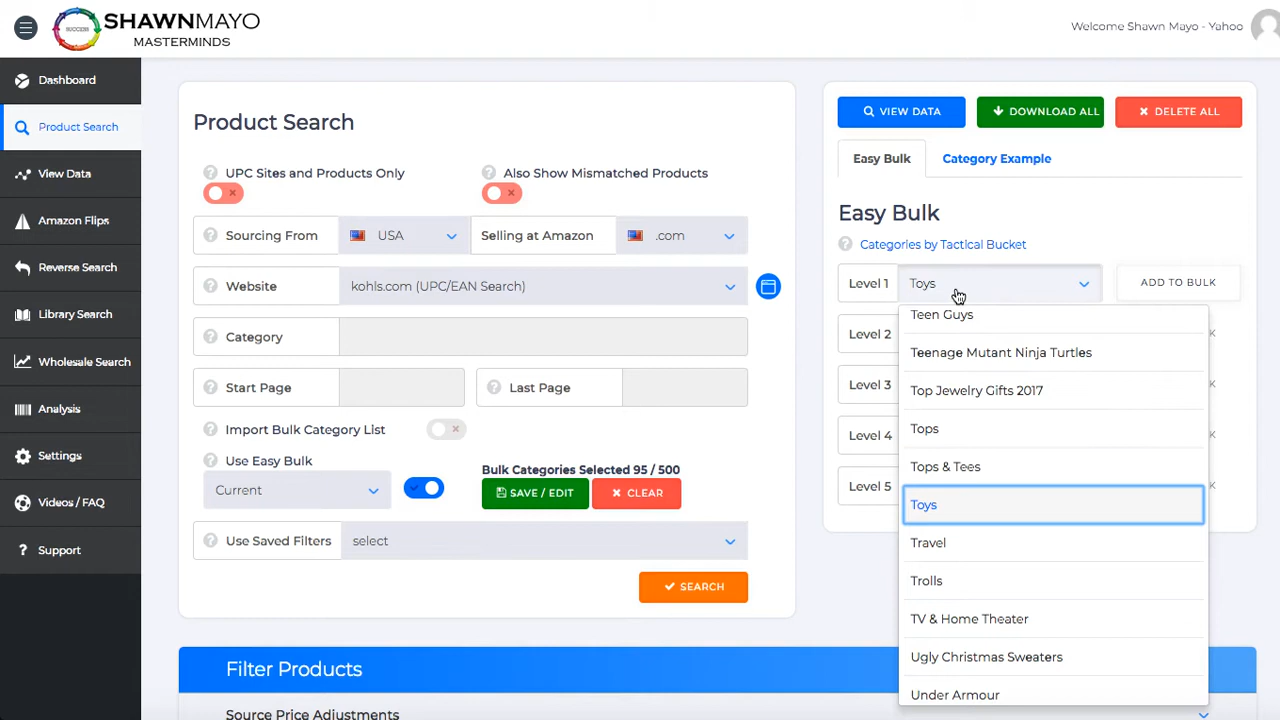 SUCCESS
SHAWNMAYO
MASTERMINDS
Welcome Shawn Mayo - Yahoo
Dashboard
Product Search
View Data
Amazon Flips
Reverse Search
Library Search
Wholesale Search
Analysis
Settings
Videos / FAQ
? Support
Product Search
? UPC Sites and Products Only
? Also Show Mismatched Products
? Sourcing From USA Selling at Amazon .com
? Website kohls.com (UPC/EAN Search)
? Category
? Start Page ? Last Page
? Import Bulk Category List
? Use Easy Bulk
Current
Bulk Categories Selected 95 / 500
SAVE / EDIT CLEAR
? Use Saved Filters select
SEARCH
Filter Products
Source Price Adjustments
VIEW DATA DOWNLOAD ALL DELETE ALL
Easy Bulk Category Example
Easy Bulk
? Categories by Tactical Bucket
Level 1 Toys ADD TO BULK
Level 2 K
Level 3 K
Level 4 K
Level 5 K
Teen Guys
Teenage Mutant Ninja Turtles
Top Jewelry Gifts 2017
Tops
Tops & Tees
Toys
Travel
Trolls
TV & Home Theater
Ugly Christmas Sweaters
Under Armour